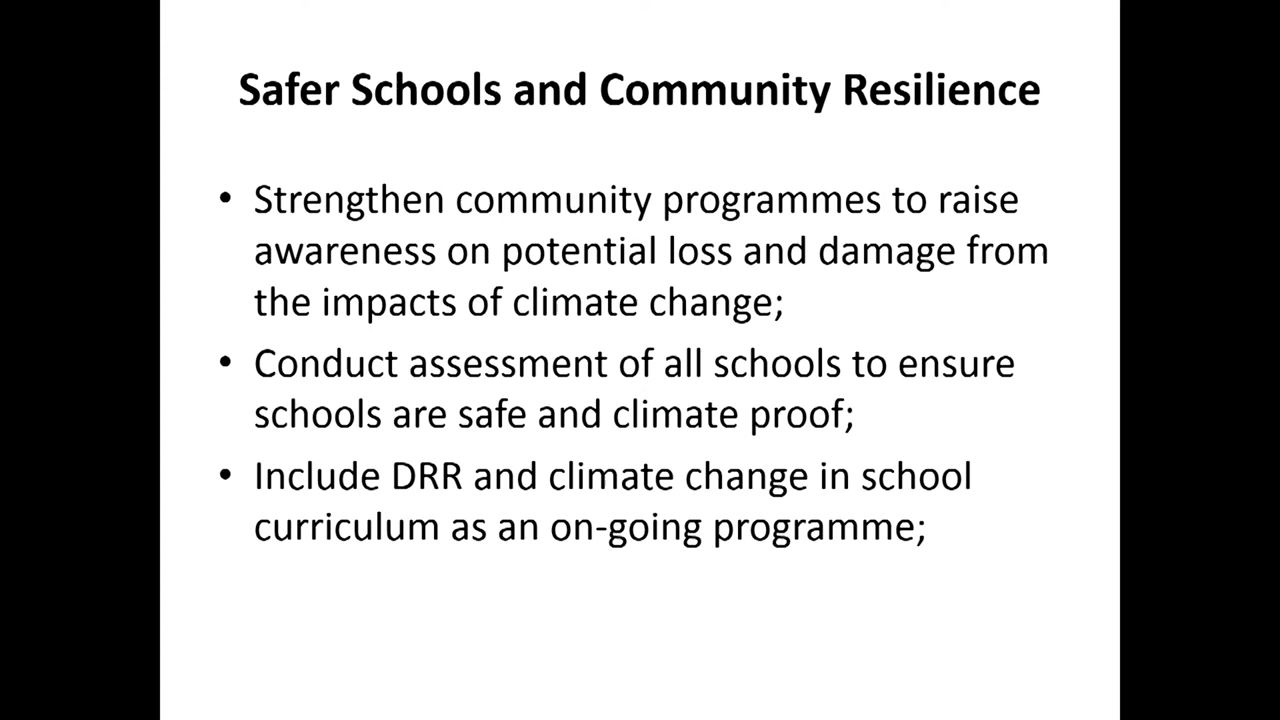 Safer Schools and Community Resilience
• Strengthen community programmes to raise
awareness on potential loss and damage from
the impacts of climate change;
• Conduct assessment of all schools to ensure
schools are safe and climate proof;
• Include DRR and climate change in school
curriculum as an on-going programme;